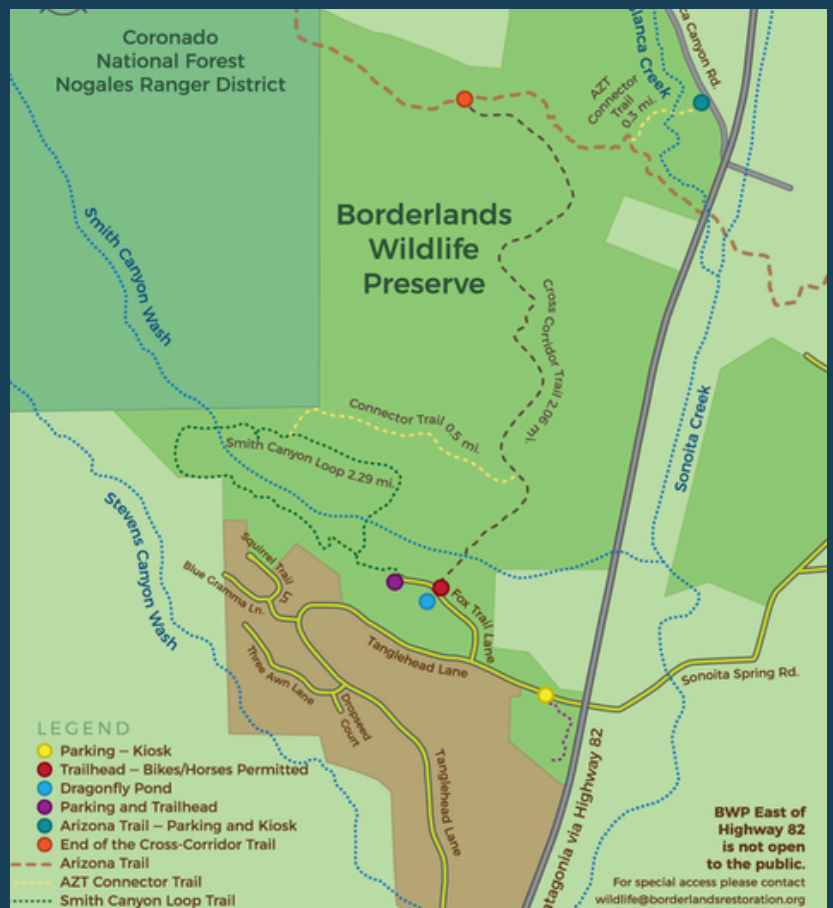 Coronado
National Forest
Nogales Ranger District
Canyon Rd.
Creek
AZT
Connector
Trail
0.3 mi.
Borderlands
Wildlife
Preserve
Smith Canyon Wash
Cross Corridor Trail 2.06 mi.
Connector Trail 0.5 mi.
Smith Canyon Loop 2.29 mi.
Sonoita Creek
Stevens Canyon Wash
Squirrel Trail Ln
Blue Gramma Ln.
Fox Trail Lane
Tanglehead Lane
Three Awn Lane
Dropseed
Court
Sonoita Spring Rd.
Tanglehead Lane
via Highway 82
LEGEND
Parking – Kiosk
Trailhead – Bikes/Horses Permitted
Dragonfly Pond
Parking and Trailhead
Arizona Trail – Parking and Kiosk
End of the Cross-Corridor Trail
Arizona Trail
AZT Connector Trail
Smith Canyon Loop Trail
BWP East of
Highway 82
is not open
to the public.
For special access please contact
wildlife@borderlandsrestoration.org